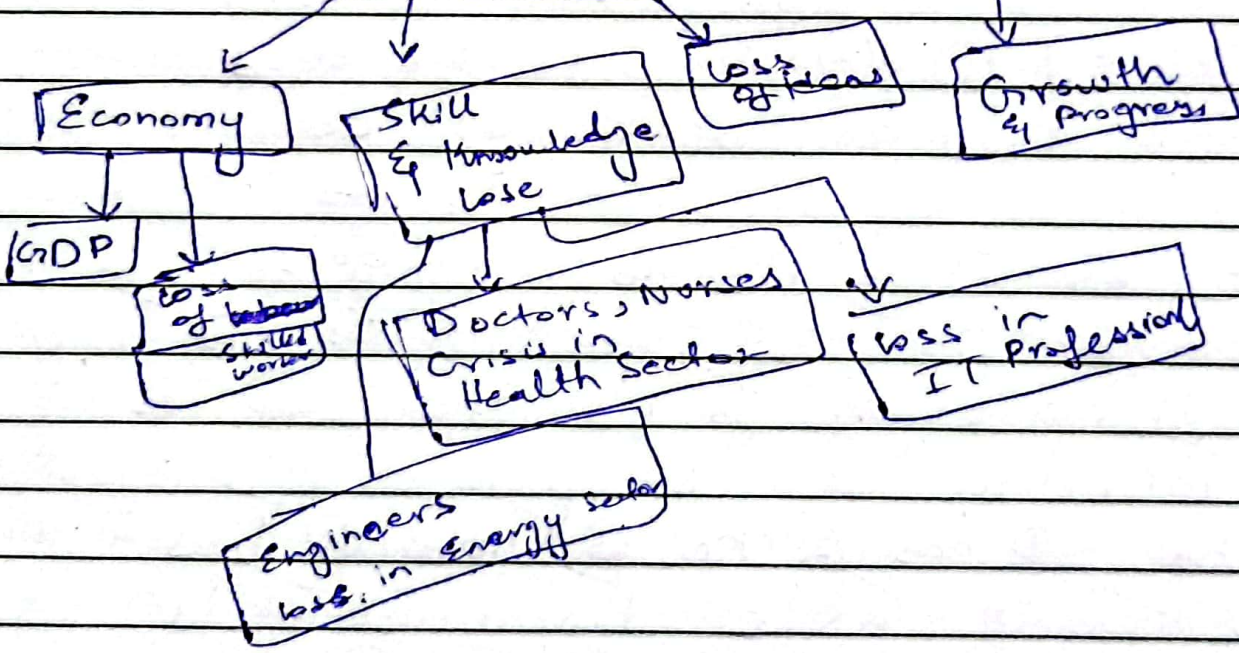 Economy
Skill
& Knowledge
Lose
Loss
of ideas
Growth
& Progress
GDP
Loss
of
Skilled
worker
Doctors, Nurses
Crisis in
Health Sector
Loss in
IT Profession
Engineers
loss. in Energy Sector